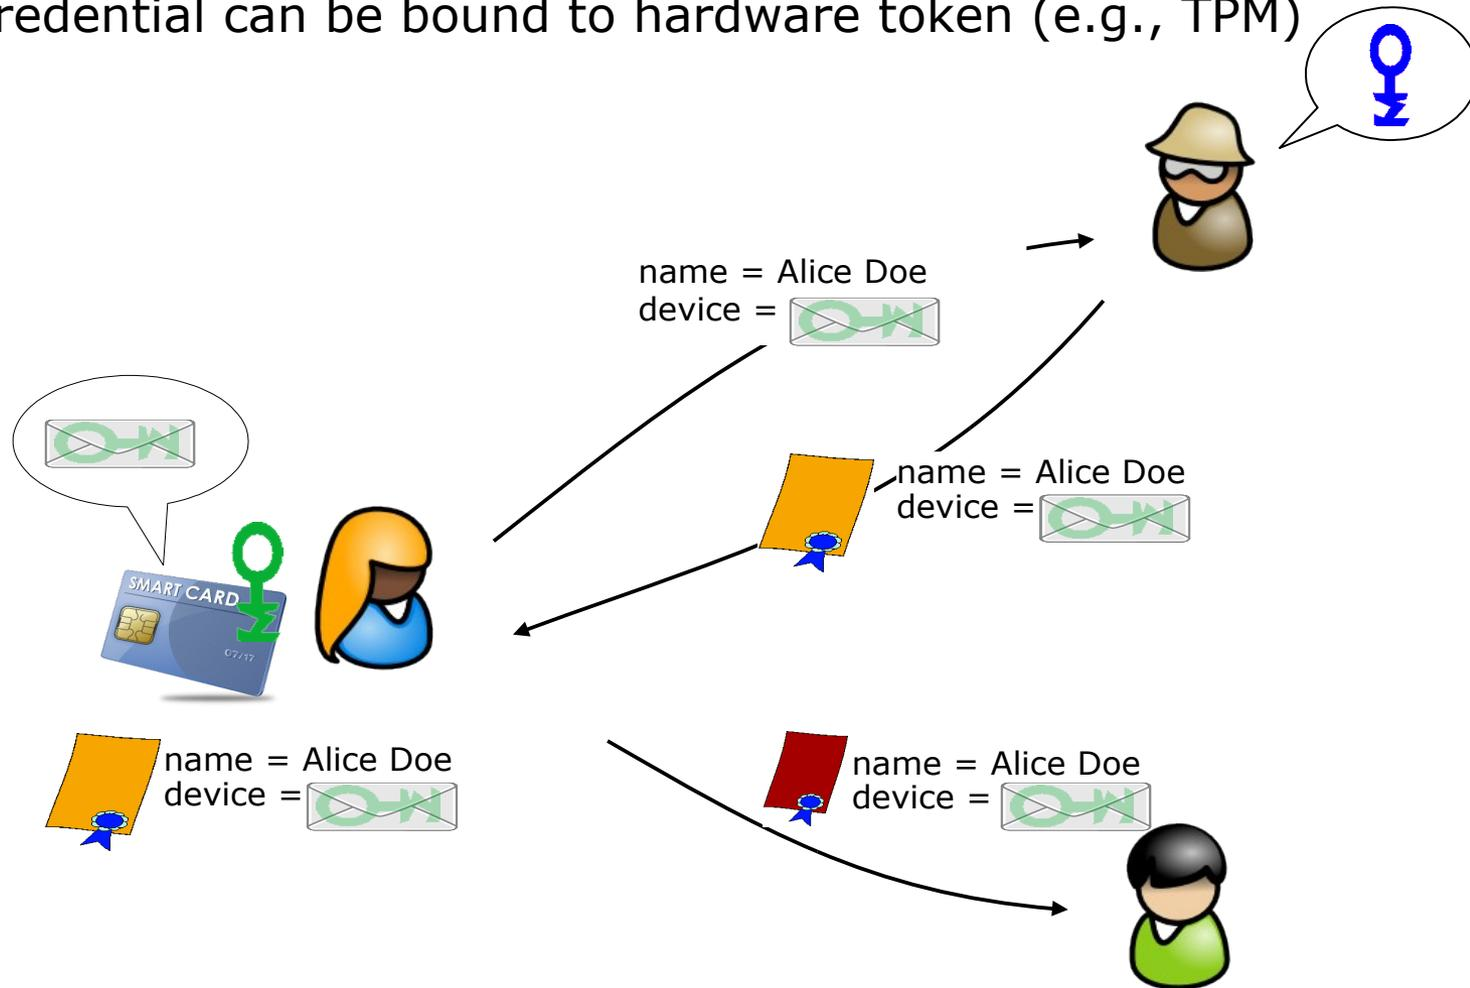 redential can be bound to hardware token (e.g., TPM)
name = Alice Doe
device =
name = Alice Doe
device =
SMART CARD
07/17
name = Alice Doe
device =
name = Alice Doe
device =